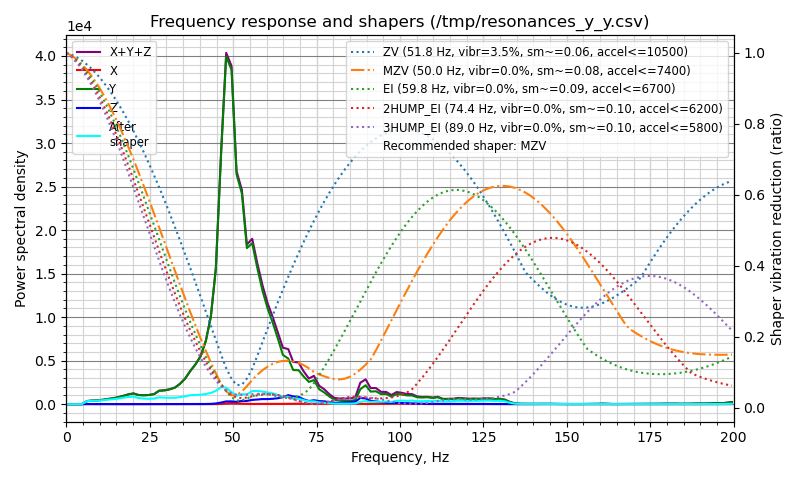 Frequency response and shapers (/tmp/resonances_y_y.csv)
1e4
X+Y+Z
X
Y
Z
After
shaper
ZV (51.8 Hz, vibr=3.5%, sm~=0.06, accel<=10500)
MZV (50.0 Hz, vibr=0.0%, sm~=0.08, accel<=7400)
EI (59.8 Hz, vibr=0.0%, sm~=0.09, accel<=6700)
2HUMP_EI (74.4 Hz, vibr=0.0%, sm~=0.10, accel<=6200)
3HUMP_EI (89.0 Hz, vibr=0.0%, sm~=0.10, accel<=5800)
Recommended shaper: MZV
Power spectral density
4.0
3.5
3.0
2.5
2.0
1.5
1.0
0.5
0.0
1.0
0.8
0.6
0.4
0.2
0.0
Shaper vibration reduction (ratio)
0 25 50 75 100 125 150 175 200
Frequency, Hz